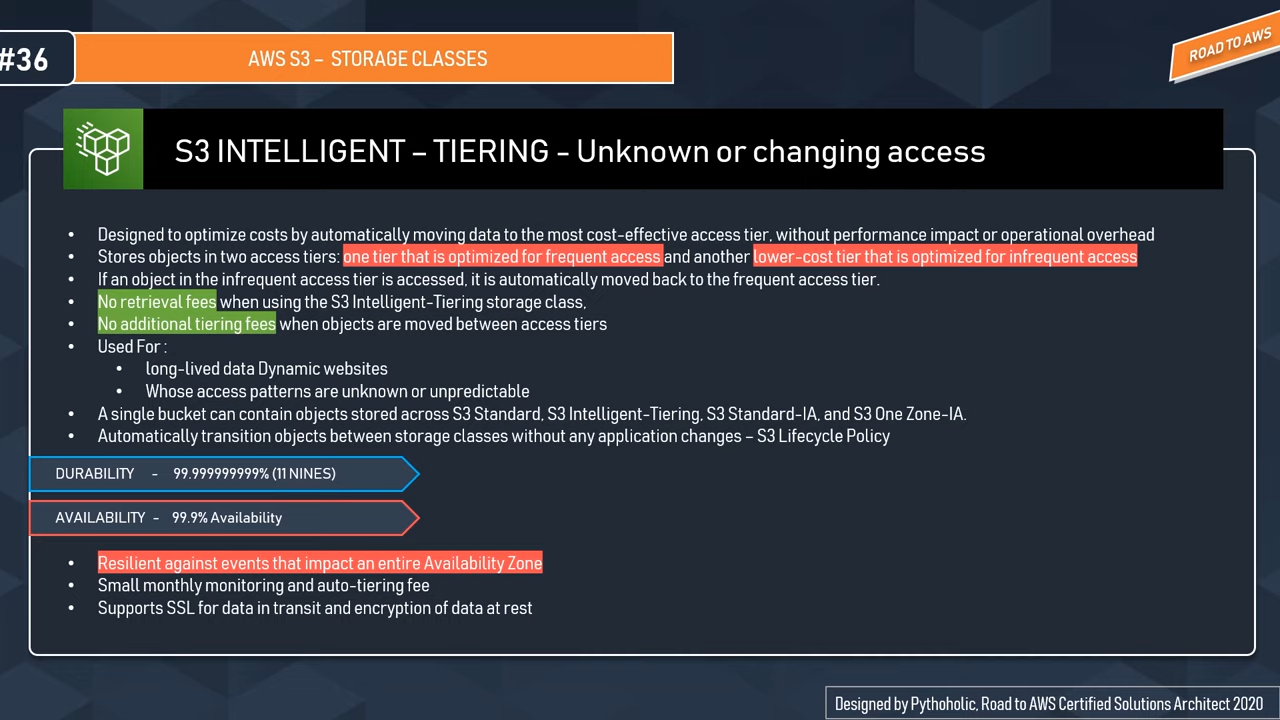 #36
AWS S3 – STORAGE CLASSES
ROAD TO AWS
S3 INTELLIGENT – TIERING - Unknown or changing access
• Designed to optimize costs by automatically moving data to the most cost-effective access tier, without performance impact or operational overhead
• Stores objects in two access tiers: one tier that is optimized for frequent access and another lower-cost tier that is optimized for infrequent access
• If an object in the infrequent access tier is accessed, it is automatically moved back to the frequent access tier.
• No retrieval fees when using the S3 Intelligent-Tiering storage class,
• No additional tiering fees when objects are moved between access tiers
• Used For :
• long-lived data Dynamic websites
• Whose access patterns are unknown or unpredictable
• A single bucket can contain objects stored across S3 Standard, S3 Intelligent-Tiering, S3 Standard-IA, and S3 One Zone-IA.
• Automatically transition objects between storage classes without any application changes – S3 Lifecycle Policy
DURABILITY - 99.999999999% (11 NINES)
AVAILABILITY - 99.9% Availability
• Resilient against events that impact an entire Availability Zone
• Small monthly monitoring and auto-tiering fee
• Supports SSL for data in transit and encryption of data at rest
Designed by Pythoholic, Road to AWS Certified Solutions Architect 2020